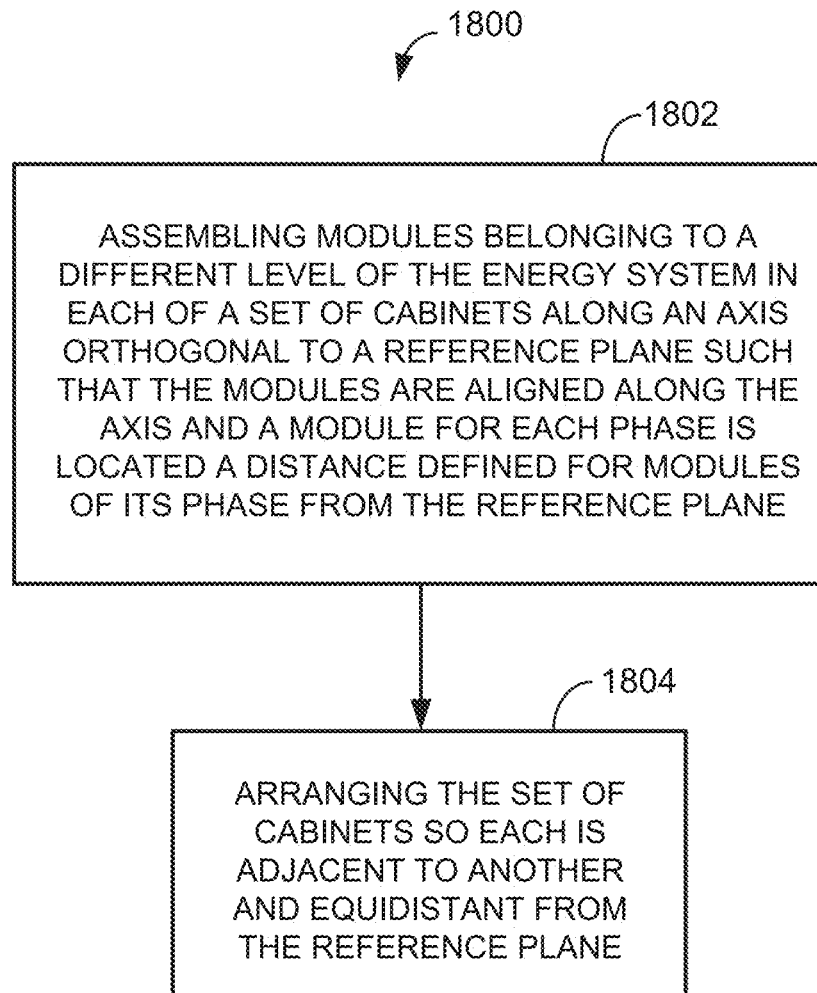 1800
1802
ASSEMBLING MODULES BELONGING TO A
DIFFERENT LEVEL OF THE ENERGY SYSTEM IN
EACH OF A SET OF CABINETS ALONG AN AXIS
ORTHOGONAL TO A REFERENCE PLANE SUCH
THAT THE MODULES ARE ALIGNED ALONG THE
AXIS AND A MODULE FOR EACH PHASE IS
LOCATED A DISTANCE DEFINED FOR MODULES
OF ITS PHASE FROM THE REFERENCE PLANE
1804
ARRANGING THE SET OF
CABINETS SO EACH IS
ADJACENT TO ANOTHER
AND EQUIDISTANT FROM
THE REFERENCE PLANE